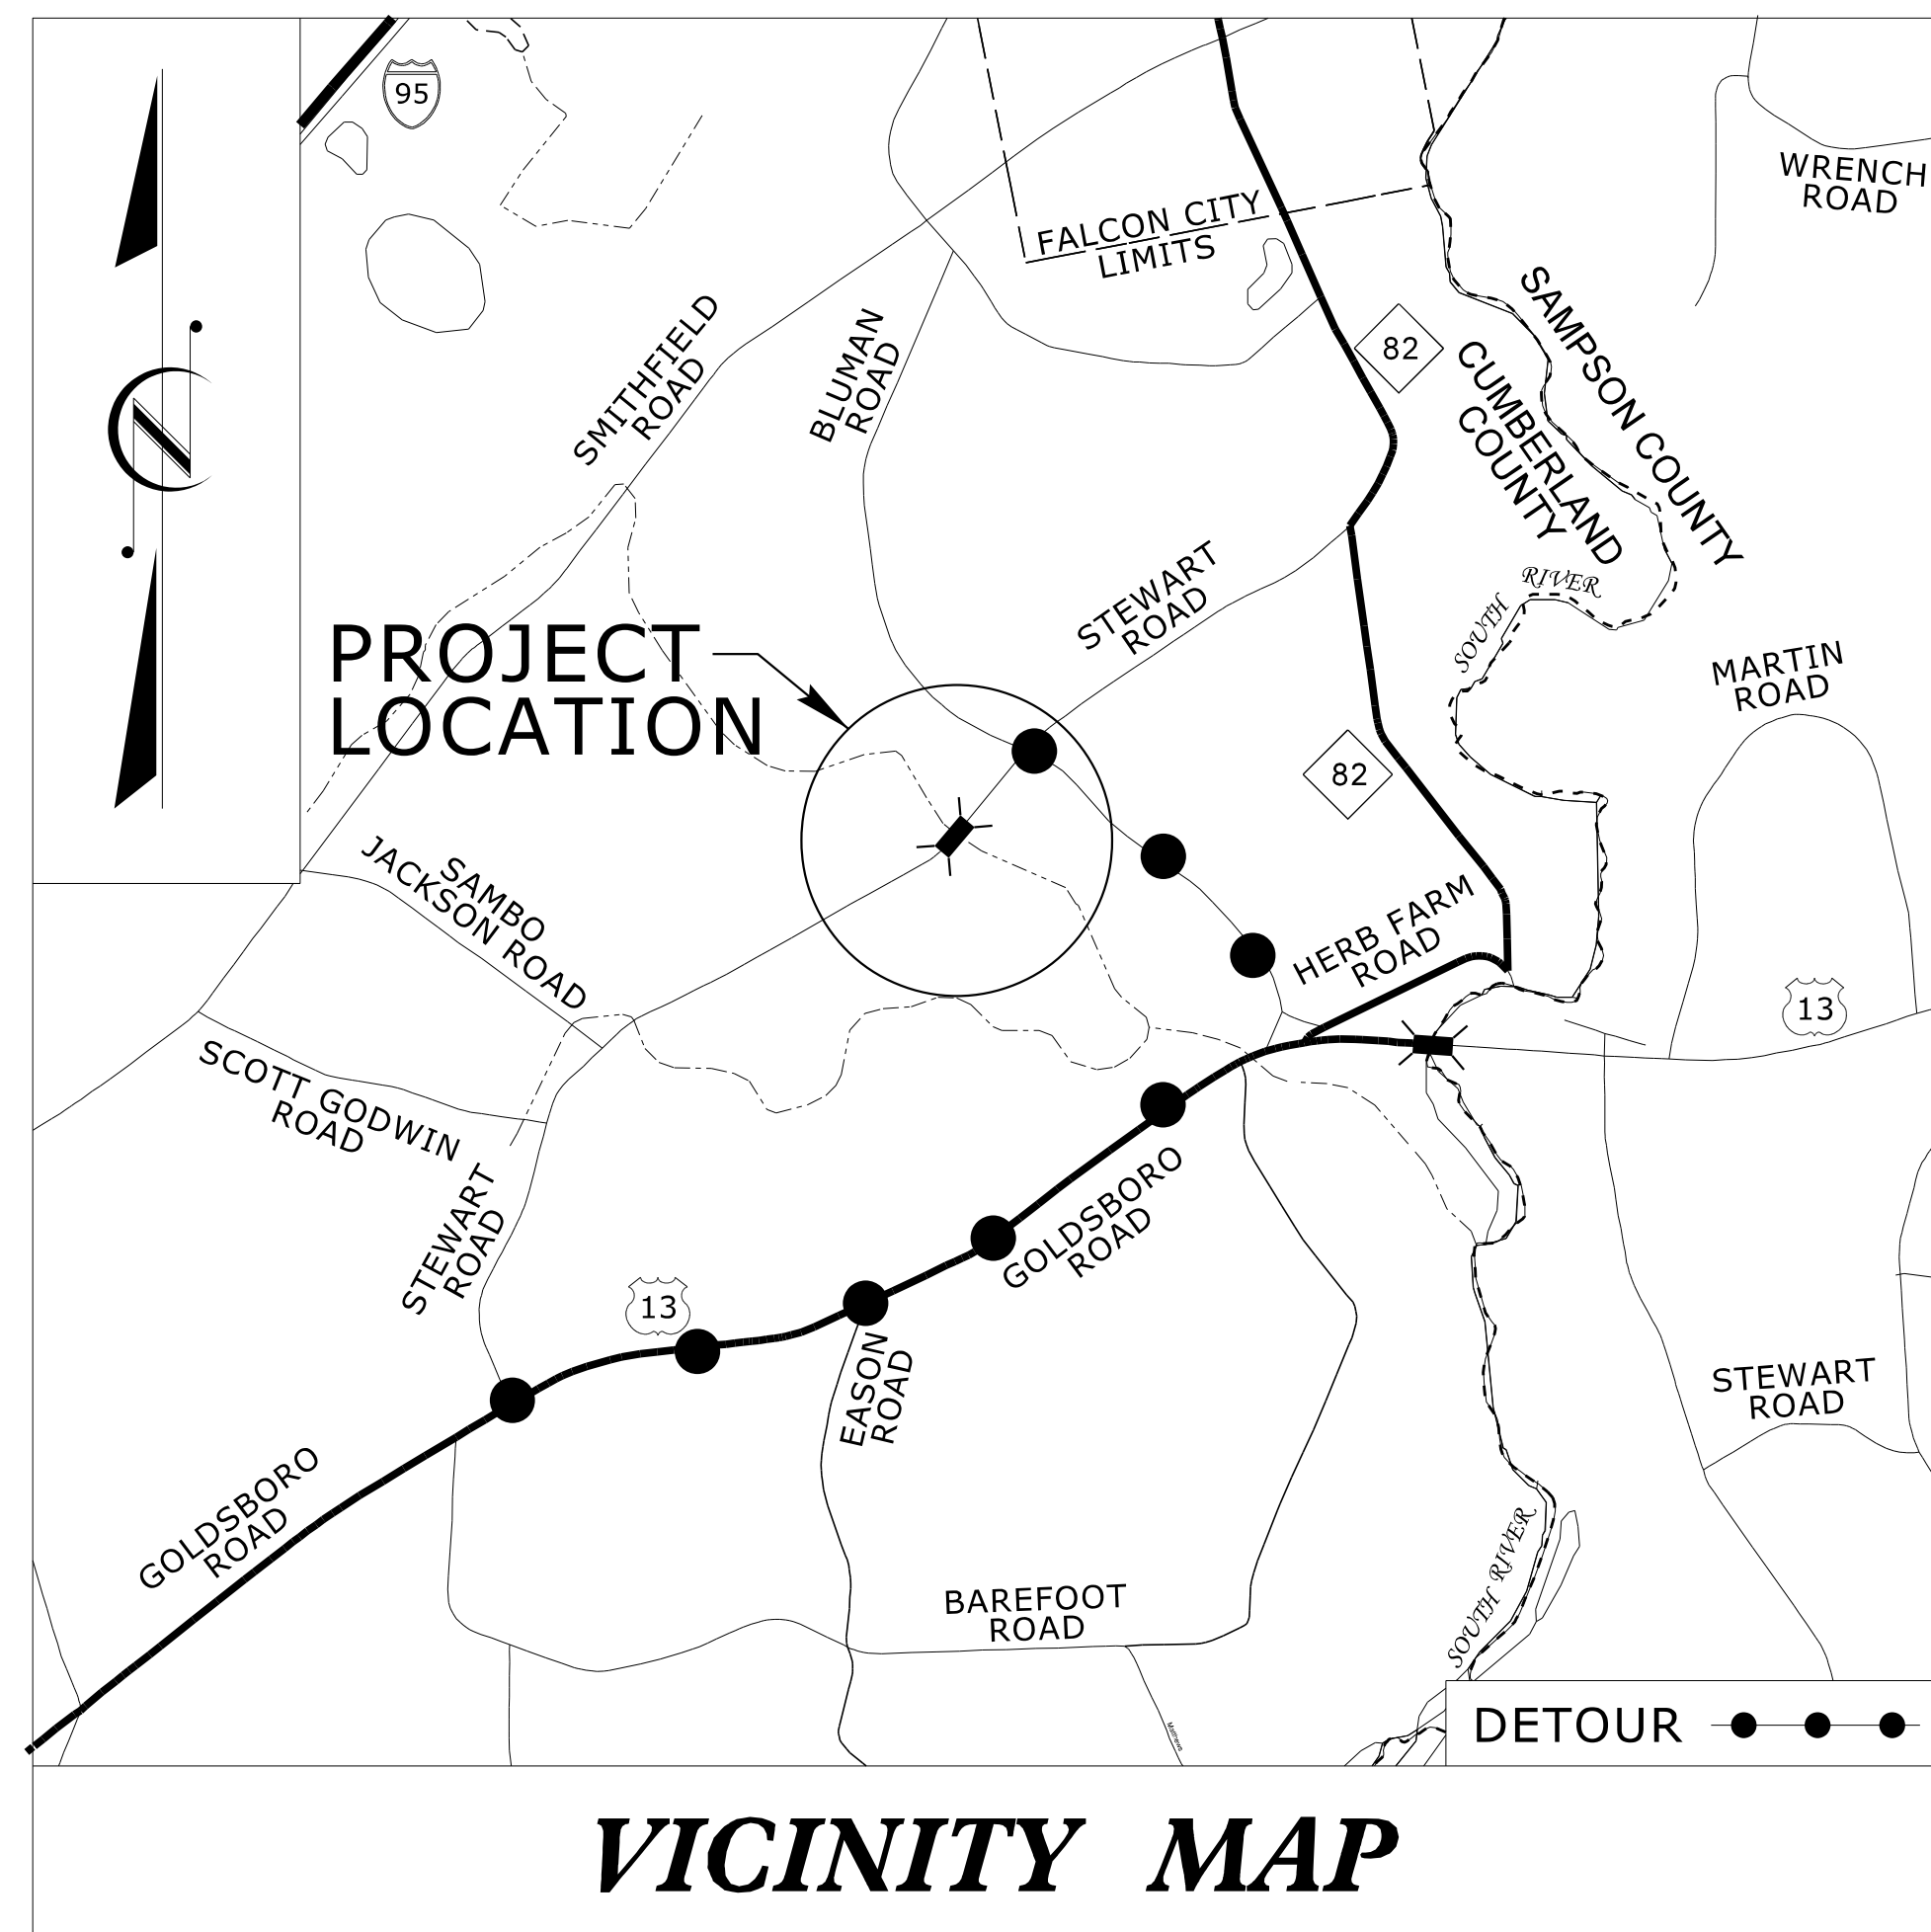 95
WRENCH
ROAD
FALCON CITY
LIMITS
SAMPSON COUNTY
CUMBERLAND
COUNTY
82
SMITHFIELD
ROAD
BLUMAN
ROAD
N
STEWART
ROAD
SOUTH RIVER
PROJECT
LOCATION
MARTIN
ROAD
82
SAMBO
JACKSON ROAD
HERB FARM
ROAD
13
SCOTT GODWIN
ROAD
STEWART
ROAD
GOLDSBORO
ROAD
13
EASON
ROAD
STEWART
ROAD
GOLDSBORO
ROAD
BAREFOOT
ROAD
SOUTH RIVER
Matthews
DETOUR
VICINITY MAP